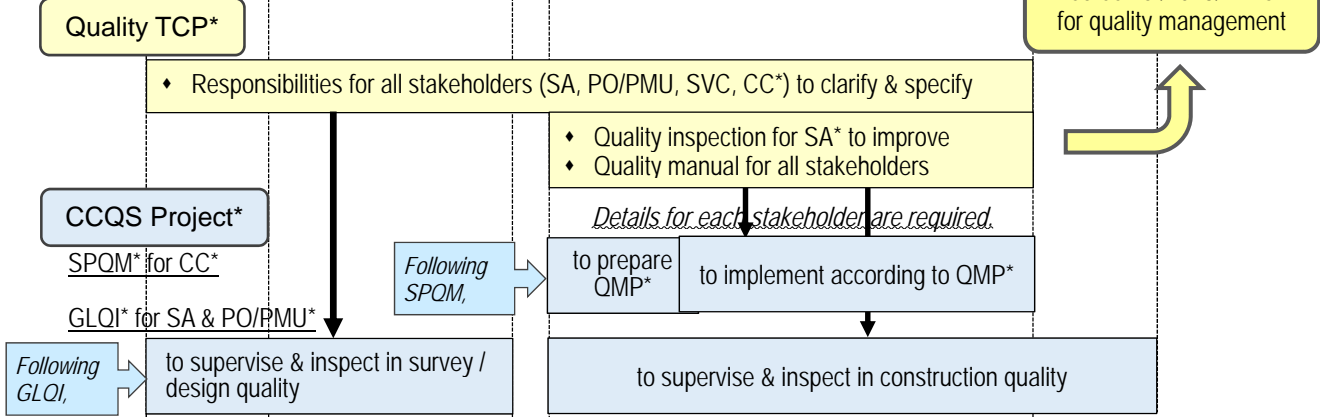 Quality TCP*
for quality management
♦ Responsibilities for all stakeholders (SA, PO/PMU, SVC, CC*) to clarify & specify
♦ Quality inspection for SA* to improve
♦ Quality manual for all stakeholders
CCQS Project*
Details for each stakeholder are required.
SPQM* for CC*
Following
SPQM,
to prepare
QMP*
to implement according to QMP*
GLQI* for SA & PO/PMU*
Following
GLQI,
to supervise & inspect in survey /
design quality
to supervise & inspect in construction quality